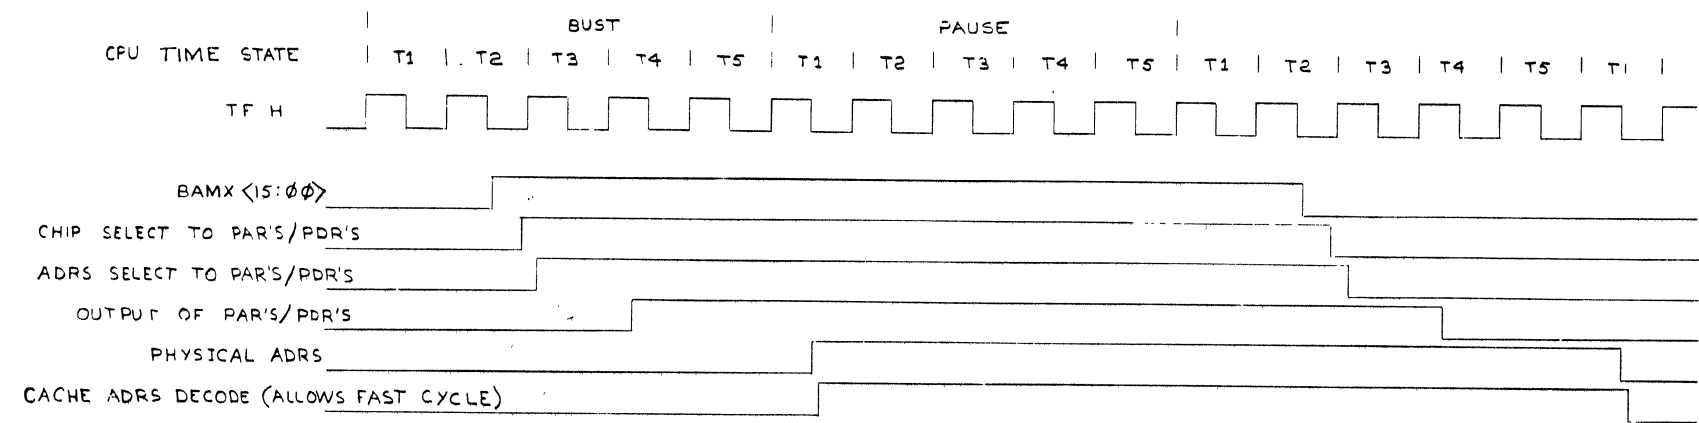 BUST PAUSE
CPU TIME STATE T1 T2 T3 T4 T5 T1 T2 T3 T4 T5 T1 T2 T3 T4 T5 T1
TF H
BAMX <15:ØØ>
CHIP SELECT TO PAR'S/PDR'S
ADRS SELECT TO PAR'S/PDR'S
OUTPUT OF PAR'S/PDR'S
PHYSICAL ADRS
CACHE ADRS DECODE (ALLOWS FAST CYCLE)